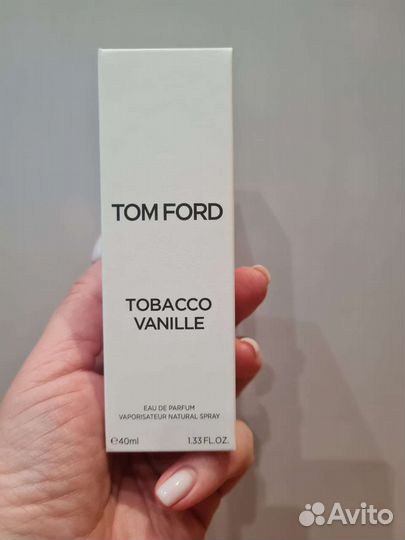 TOM FORD
TOBACCO
VANILLE
EAU DE PARFUM
VAPORISATEUR NATURAL SPRAY
℮40ml 1.33 FL.OZ.
Avito